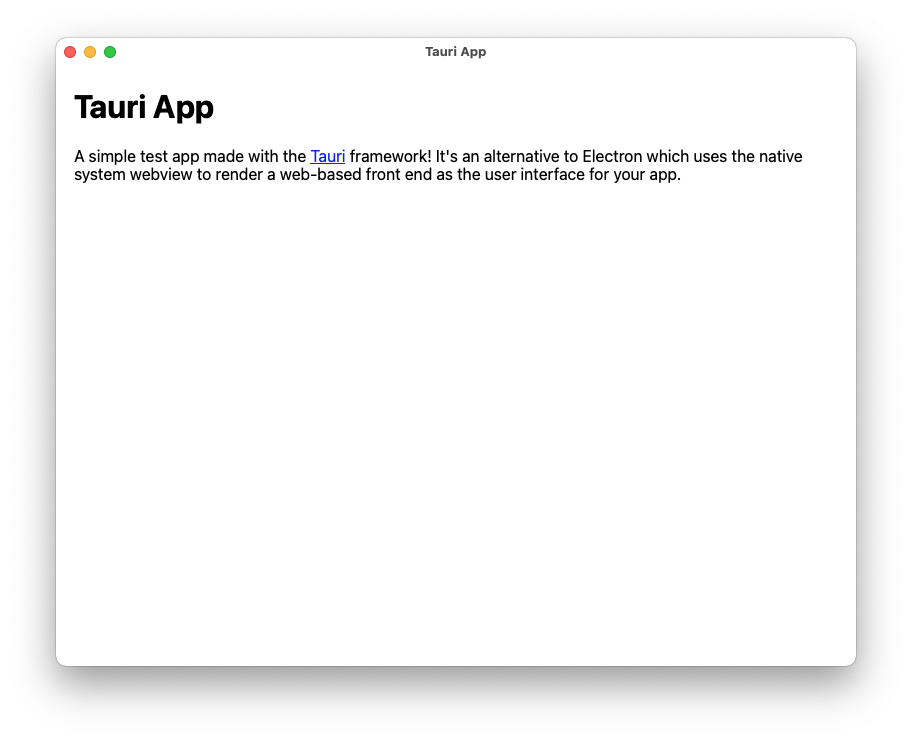 Tauri App
Tauri App
A simple test app made with the Tauri framework! It's an alternative to Electron which uses the native
system webview to render a web-based front end as the user interface for your app.